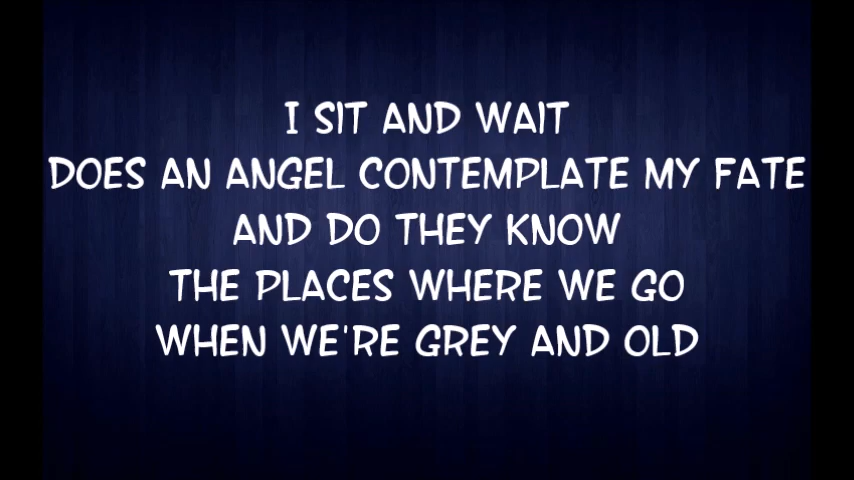 I SIT AND WAIT
DOES AN ANGEL CONTEMPLATE MY FATE
AND DO THEY KNOW
THE PLACES WHERE WE GO
WHEN WE'RE GREY AND OLD